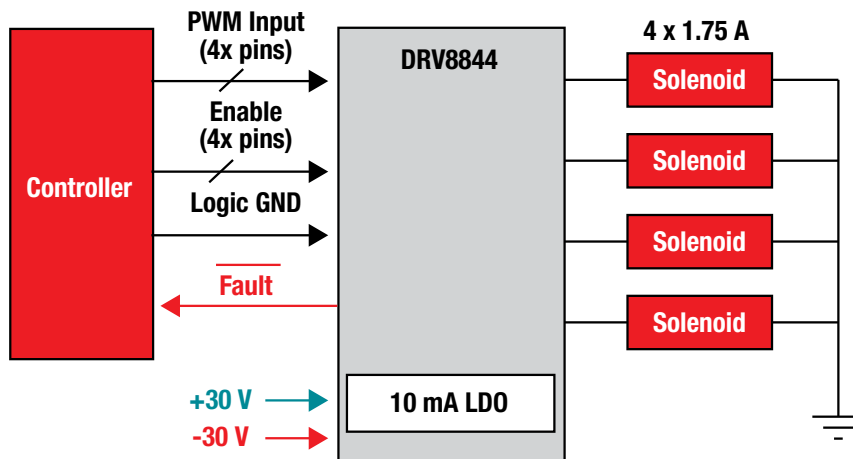 PWM Input
(4x pins)
Enable
(4x pins)
Logic GND
Fault
Controller
DRV8844
10 mA LDO
+30 V
-30 V
4 x 1.75 A
Solenoid
Solenoid
Solenoid
Solenoid